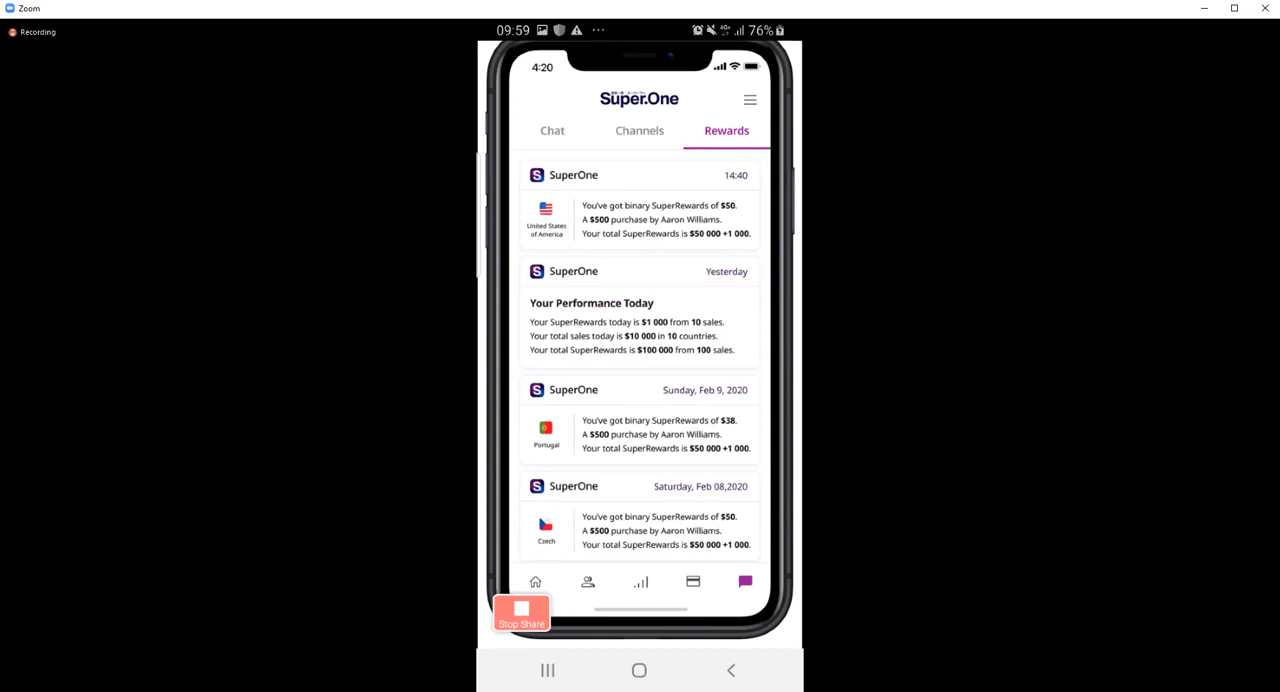 Zoom
Recording
09:59
76%
4:20
Super.One
Chat
Channels
Rewards
SuperOne
14:40
United States
of America
You've got binary SuperRewards of $50.
A $500 purchase by Aaron Williams.
Your total SuperRewards is $50 000 +1 000.
SuperOne
Yesterday
Your Performance Today
Your SuperRewards today is $1 000 from 10 sales.
Your total sales today is $10 000 in 10 countries.
Your total SuperRewards is $100 000 from 100 sales.
SuperOne
Sunday, Feb 9, 2020
Portugal
You've got binary SuperRewards of $38.
A $500 purchase by Aaron Williams.
Your total SuperRewards is $50 000 +1 000.
SuperOne
Saturday, Feb 08,2020
Czech
You've got binary SuperRewards of $50.
A $500 purchase by Aaron Williams.
Your total SuperRewards is $50 000 +1 000.
Stop Share